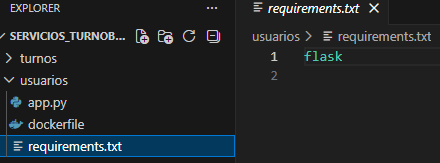 EXPLORER
SERVICIOS_TURNOB...
turnos
usuarios
app.py
dockerfile
requirements.txt
requirements.txt
usuarios > requirements.txt
1 flask
2